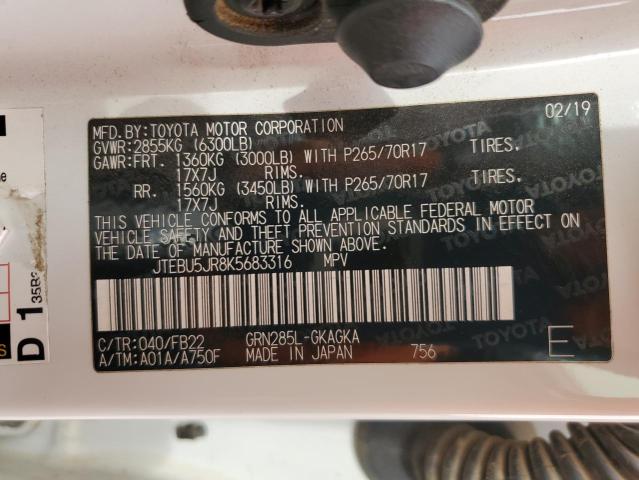 02/19
MFD.BY:TOYOTA MOTOR CORPORATION
GVWR:2855KG (6300LB)
GAWR:FRT. 1360KG (3000LB) WITH P265/70R17 TIRES.
17X7J RIMS.
RR. 1560KG (3450LB) WITH P265/70R17 TIRES.
17X7J RIMS.
THIS VEHICLE CONFORMS TO ALL APPLICABLE FEDERAL MOTOR
VEHICLE SAFETY AND THEFT PREVENTION STANDARDS IN EFFECT ON
THE DATE OF MANUFACTURE SHOWN ABOVE.
JTEBU5JR8K5683316 MPV
C/TR:040/FB22 GRN285L-GKAGKA
A/TM:A01A/A750F MADE IN JAPAN 756 E
D 1